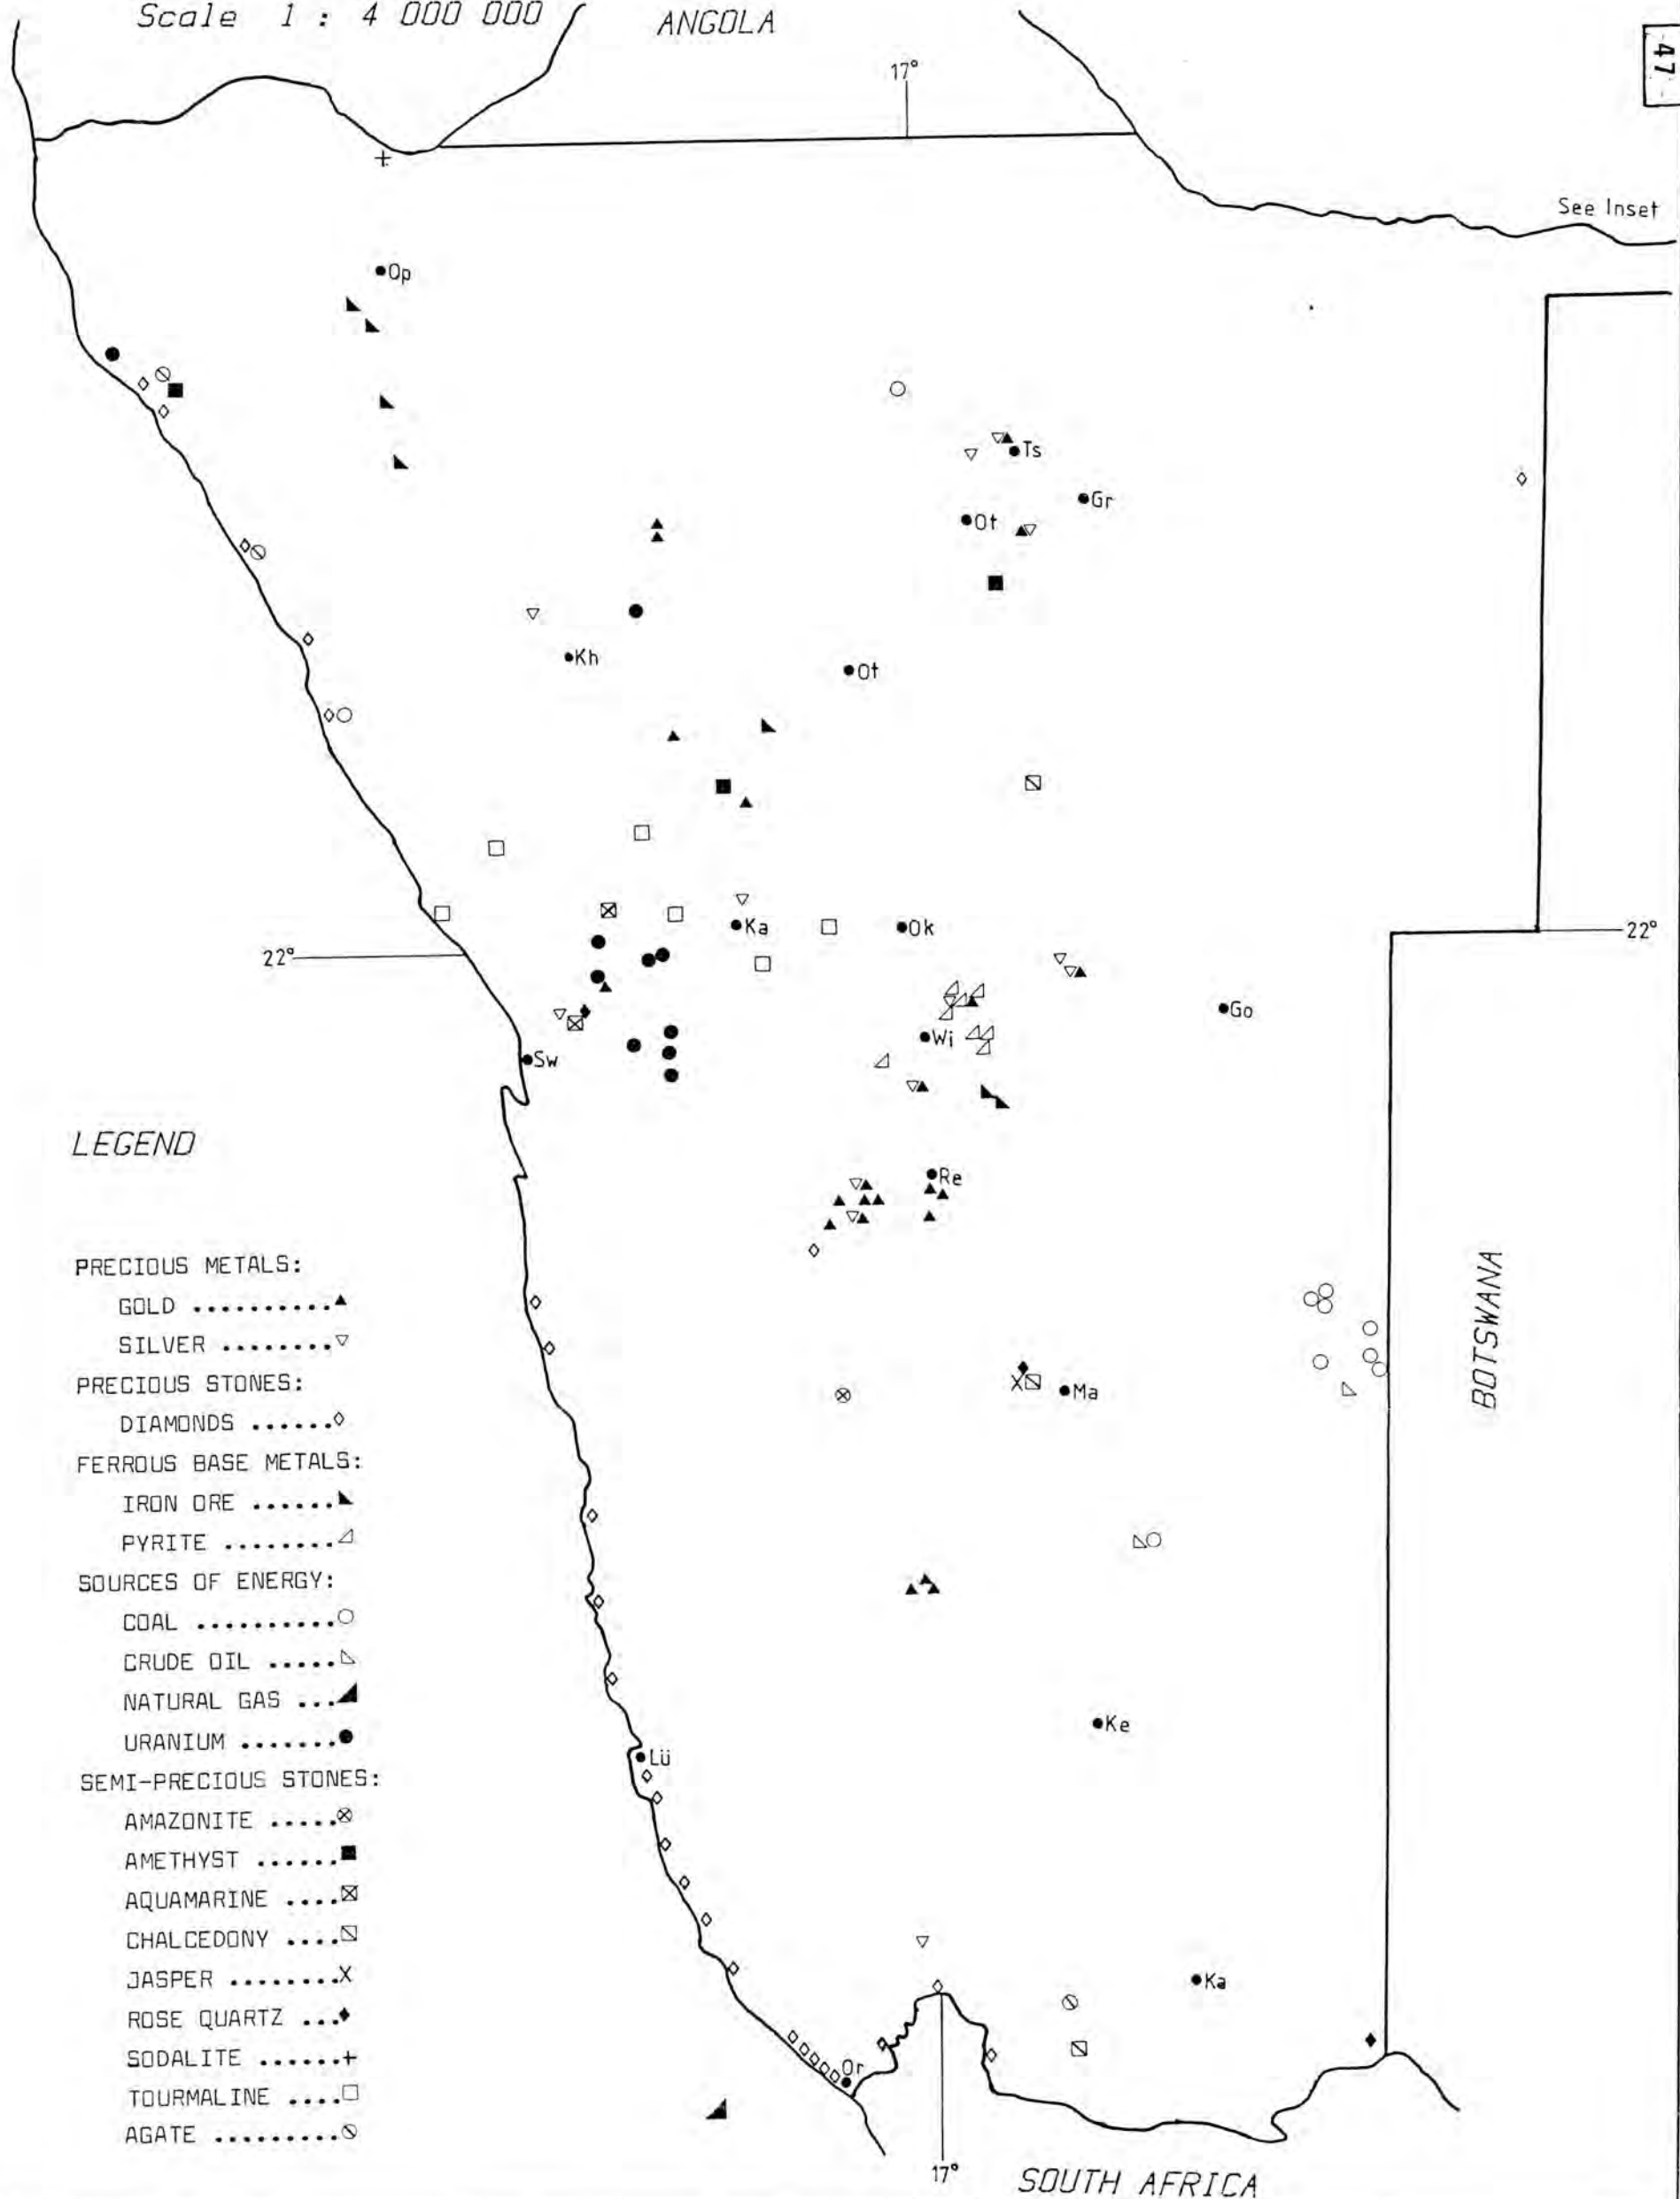 Scale 1 : 4 000 000
ANGOLA
47
17°
See Inset
Op
Ts
Gr
Ot
Kh
Ot
Ka
Ok
22°
22°
Go
Wi
Sw
Re
Ma
BOTSWANA
Ke
Lü
Ka
Or
17°
SOUTH AFRICA
LEGEND
PRECIOUS METALS:
GOLD ..........
SILVER ........
PRECIOUS STONES:
DIAMONDS ......
FERROUS BASE METALS:
IRON ORE ......
PYRITE ........
SOURCES OF ENERGY:
COAL ..........
CRUDE OIL .....
NATURAL GAS ...
URANIUM .......
SEMI-PRECIOUS STONES:
AMAZONITE .....
AMETHYST ......
AQUAMARINE ....
CHALCEDONY ....
JASPER ........X
ROSE QUARTZ ...
SODALITE ......+
TOURMALINE ....
AGATE .........